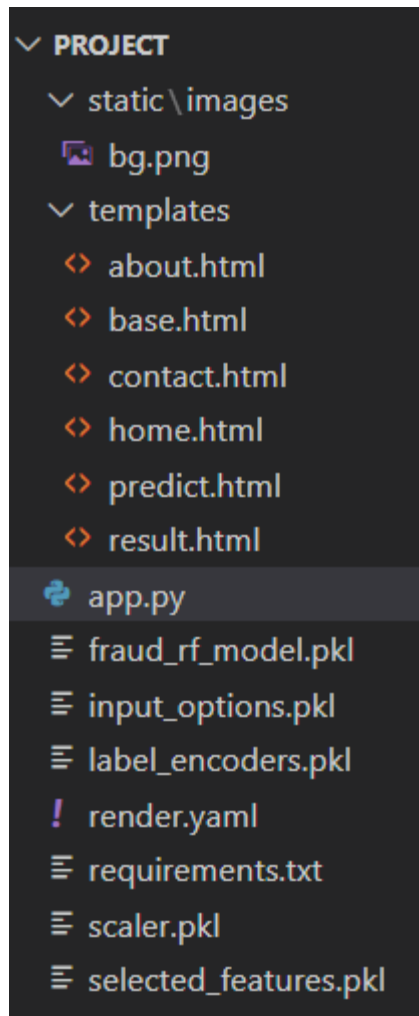 PROJECT
static\images
bg.png
templates
<> about.html
<> base.html
<> contact.html
<> home.html
<> predict.html
<> result.html
app.py
fraud_rf_model.pkl
input_options.pkl
label_encoders.pkl
! render.yaml
requirements.txt
scaler.pkl
selected_features.pkl